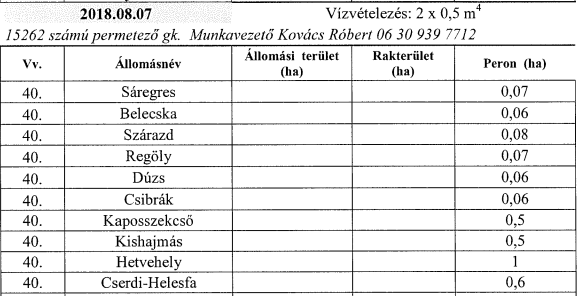 2018.08.07 Vízvételezés: 2 x 0,5 m4
15262 számú permetező gk. Munkavezető Kovács Róbert 06 30 939 7712
Vv. Állomásnév Állomási terület (ha) Rakterület (ha) Peron (ha)
40. Sáregres 0,07
40. Belecska 0,06
40. Szárazd 0,08
40. Regöly 0,07
40. Dúzs 0,06
40. Csibrák 0,06
40. Kaposszekcső 0,5
40. Kishajmás 0,5
40. Hetvehely 1
40. Cserdi-Helesfa 0,6